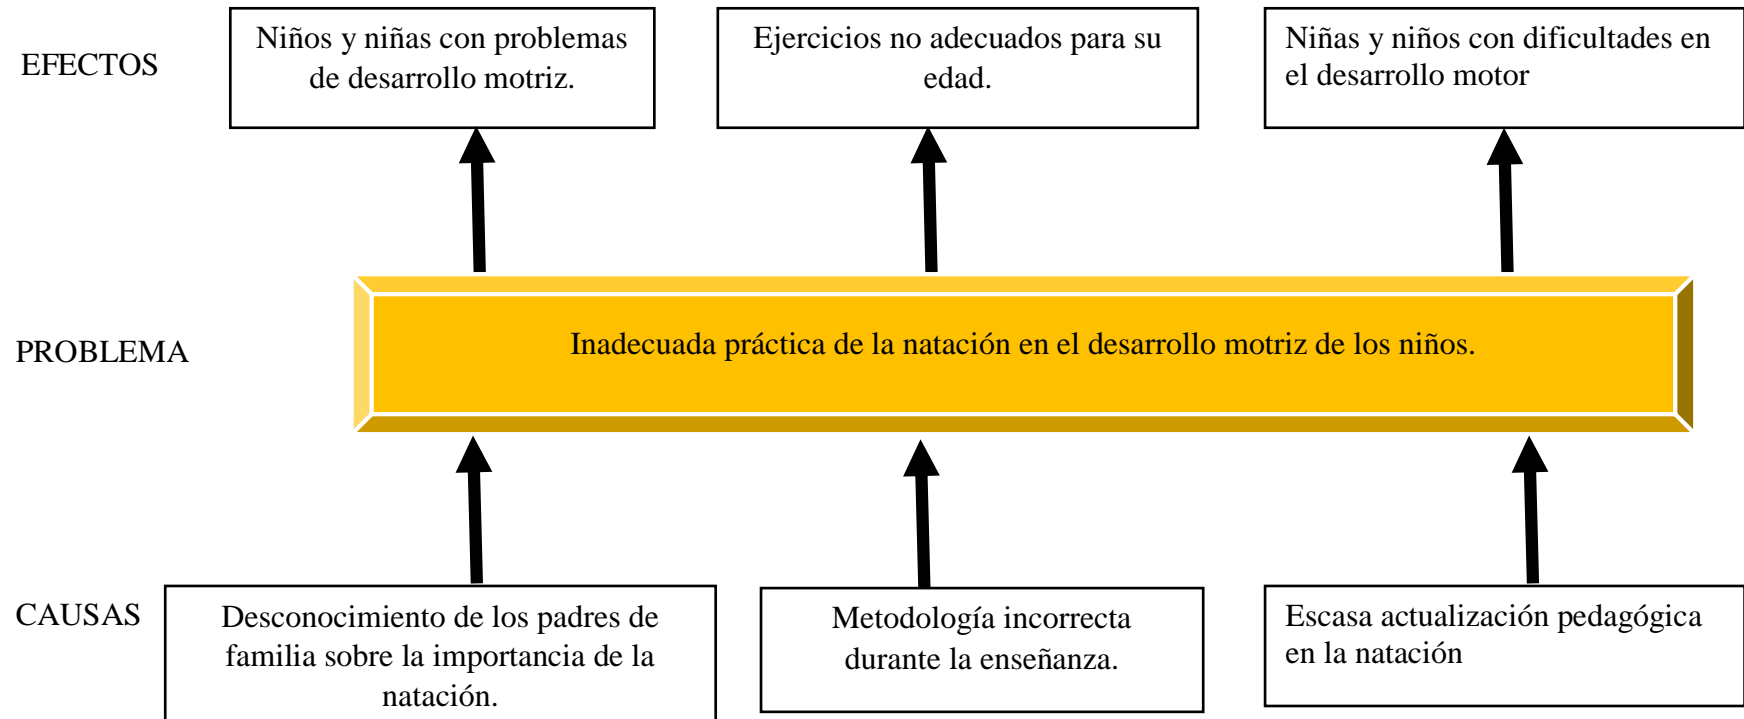 EFECTOS
Niños y niñas con problemas
de desarrollo motriz.
Ejercicios no adecuados para su
edad.
Niñas y niños con dificultades en
el desarrollo motor
PROBLEMA
Inadecuada práctica de la natación en el desarrollo motriz de los niños.
CAUSAS
Desconocimiento de los padres de
familia sobre la importancia de la
natación.
Metodología incorrecta
durante la enseñanza.
Escasa actualización pedagógica
en la natación